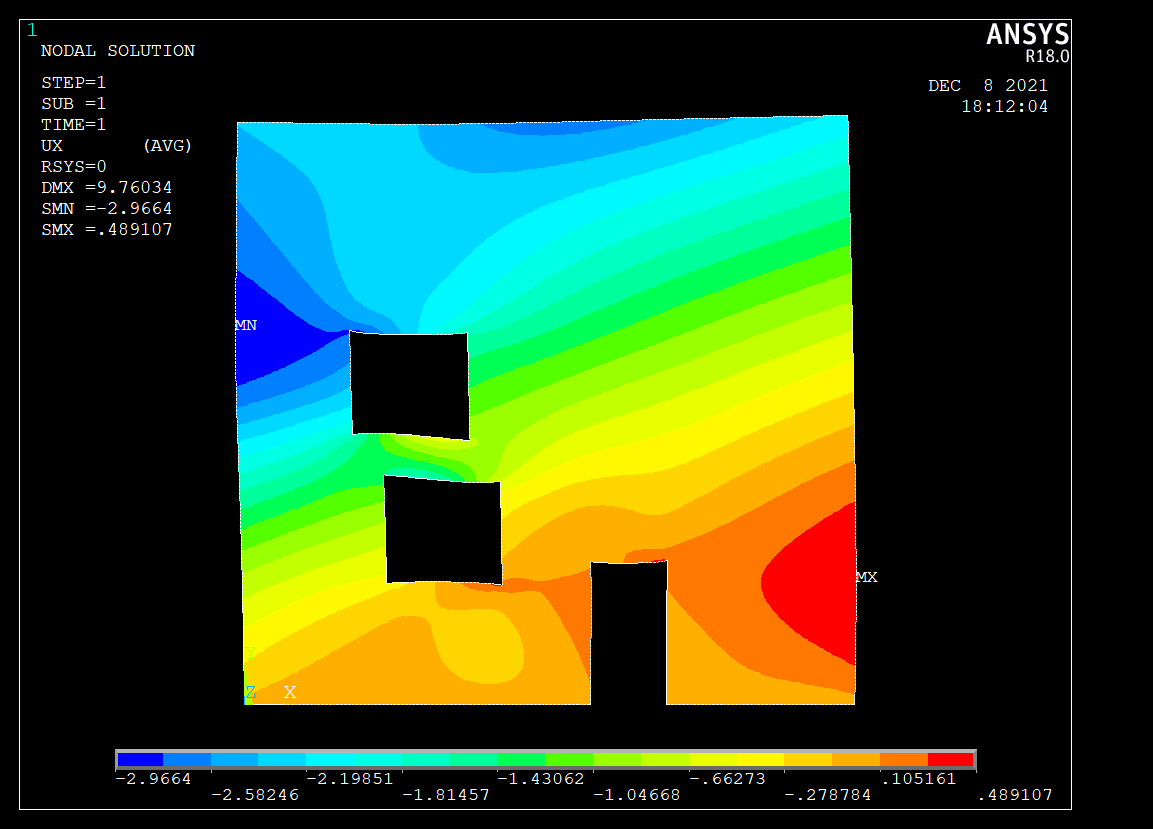 1
ANSYS
R18.0
NODAL SOLUTION
STEP=1
SUB =1
TIME=1
UX (AVG)
RSYS=0
DMX =9.76034
SMN =-2.9664
SMX =.489107
DEC 8 2021
18:12:04
MN
MX
Y
Z X
-2.9664 -2.19851 -1.43062 -.66273 .105161
-2.58246 -1.81457 -1.04668 -.278784 .489107